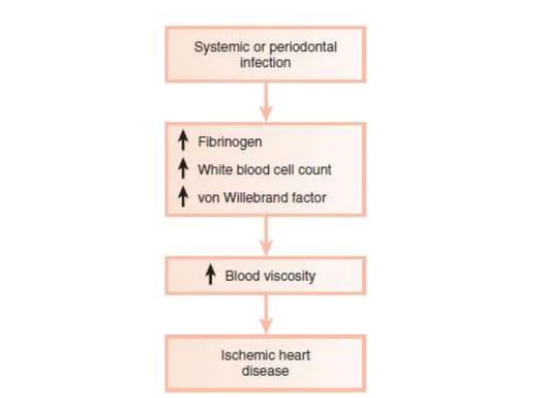 Systemic or periodontal
infection
Fibrinogen
White blood cell count
von Willebrand factor
Blood viscosity
Ischemic heart
disease